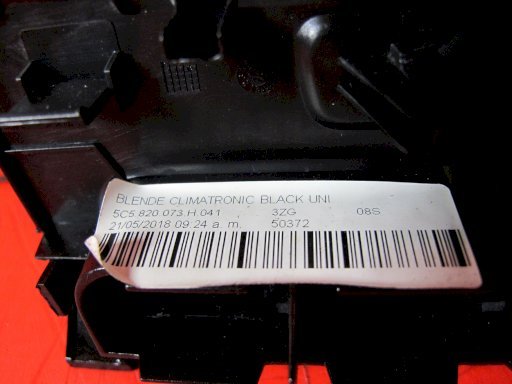 BLENDE CLIMATRONIC BLACK UNI
5C5.820.073.H.041 3ZG 08S
21/05/2018 09:24 a. m. 50372